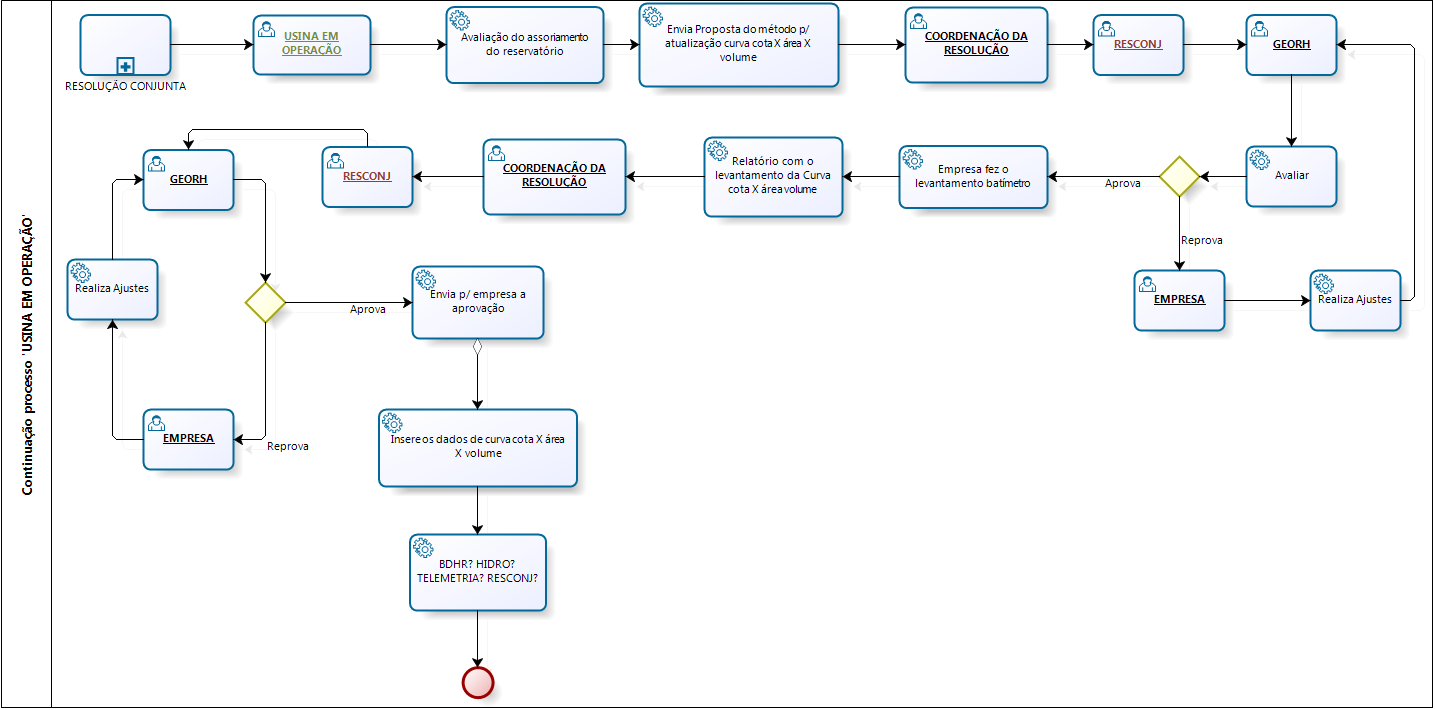 Continuação processo 'USINA EM OPERAÇÃO'
RESOLUÇÃO CONJUNTA
USINA EM
OPERAÇÃO
Avaliação do assoriamento
do reservatório
Envia Proposta do método p/
atualização curva cota X área X
volume
COORDENAÇÃO DA
RESOLUÇÃO
RESCONJ
GEORH
Avaliar
Aprova
Reprova
EMPRESA
Realiza Ajustes
Empresa fez o
levantamento batímetro
Relatório com o
levantamento da Curva
cota X área volume
COORDENAÇÃO DA
RESOLUÇÃO
RESCONJ
GEORH
Aprova
Reprova
EMPRESA
Realiza Ajustes
Envia p/ empresa a
aprovação
Insere os dados de curva cota X área
X volume
BDHR? HIDRO?
TELEMETRIA? RESCONJ?